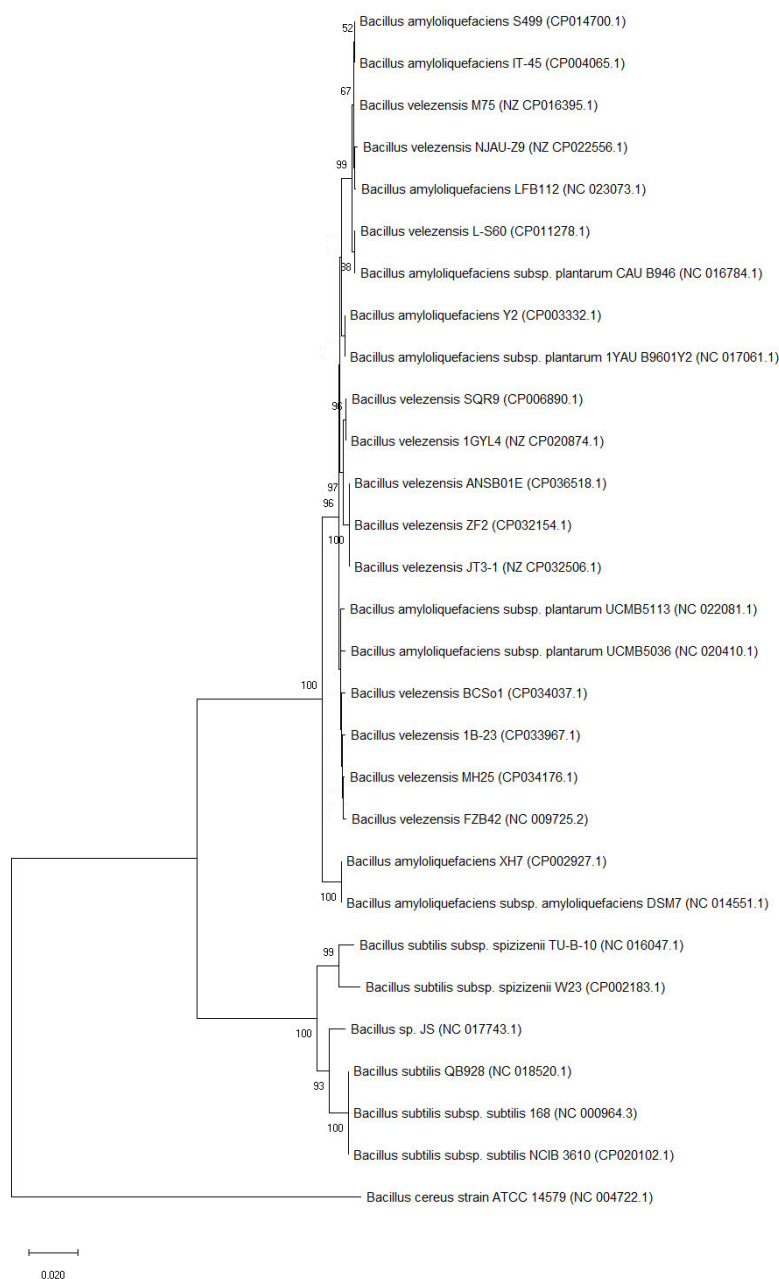 52
Bacillus amyloliquefaciens S499 (CP014700.1)
Bacillus amyloliquefaciens IT-45 (CP004065.1)
67
Bacillus velezensis M75 (NZ CP016395.1)
Bacillus velezensis NJAU-Z9 (NZ CP022556.1)
99
Bacillus amyloliquefaciens LFB112 (NC 023073.1)
Bacillus velezensis L-S60 (CP011278.1)
88
Bacillus amyloliquefaciens subsp. plantarum CAU B946 (NC 016784.1)
Bacillus amyloliquefaciens Y2 (CP003332.1)
Bacillus amyloliquefaciens subsp. plantarum 1YAU B9601Y2 (NC 017061.1)
Bacillus velezensis SQR9 (CP006890.1)
96
Bacillus velezensis 1GYL4 (NZ CP020874.1)
Bacillus velezensis ANSB01E (CP036518.1)
97
96
Bacillus velezensis ZF2 (CP032154.1)
100
Bacillus velezensis JT3-1 (NZ CP032506.1)
Bacillus amyloliquefaciens subsp. plantarum UCMB5113 (NC 022081.1)
Bacillus amyloliquefaciens subsp. plantarum UCMB5036 (NC 020410.1)
100
Bacillus velezensis BCSo1 (CP034037.1)
Bacillus velezensis 1B-23 (CP033967.1)
Bacillus velezensis MH25 (CP034176.1)
Bacillus velezensis FZB42 (NC 009725.2)
Bacillus amyloliquefaciens XH7 (CP002927.1)
100
Bacillus amyloliquefaciens subsp. amyloliquefaciens DSM7 (NC 014551.1)
Bacillus subtilis subsp. spizizenii TU-B-10 (NC 016047.1)
99
Bacillus subtilis subsp. spizizenii W23 (CP002183.1)
Bacillus sp. JS (NC 017743.1)
100
Bacillus subtilis QB928 (NC 018520.1)
93
Bacillus subtilis subsp. subtilis 168 (NC 000964.3)
100
Bacillus subtilis subsp. subtilis NCIB 3610 (CP020102.1)
Bacillus cereus strain ATCC 14579 (NC 004722.1)
0.020